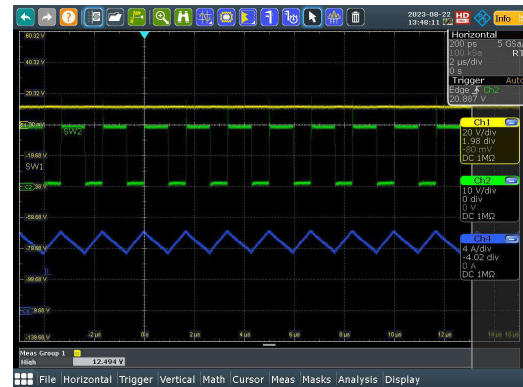 2023-08-22
13:48:11
HD
Info
Horizontal
200 ps 5 GSa/
100 kSa RT
2 µs/div
0 s
Trigger Auto
Edge Ch2
20.887 V
60.32 V
40.32 V
20.32 V
SW2
-19.68 V
SW1
-59.68 V
-79.68 V
IL
-99.68 V
-139.68 V
-2 µs 0 s 2 µs 4 µs 6 µs 8 µs 10 µs 12 µs 14 µs
Ch1
20 V/div
1.98 div
-80 mV
DC 1MΩ
Ch2
10 V/div
0 div
0 V
DC 1MΩ
Ch4
4 A/div
-4.02 div
0 A
DC 1MΩ
Meas Group 1
High 12.494 V
File Horizontal Trigger Vertical Math Cursor Meas Masks Analysis Display